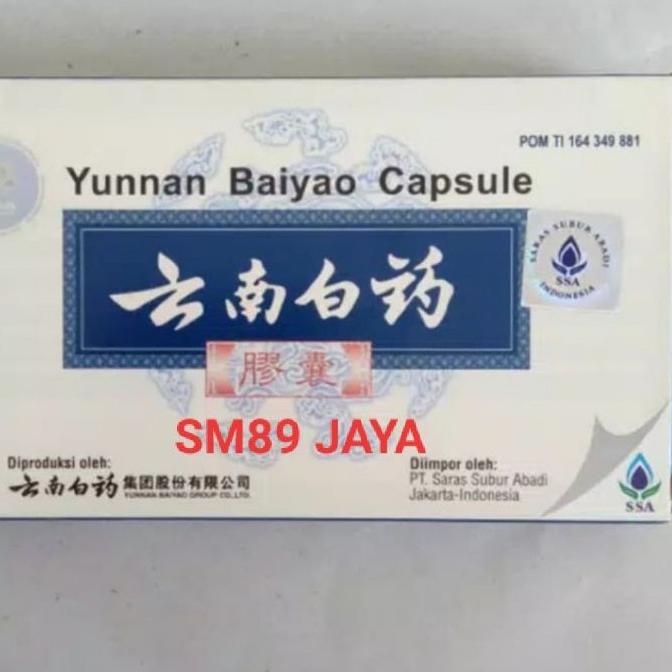 POM TI 164 349 881
Yunnan Baiyao Capsule
SARAS SUBUR ABADI
SSA
INDONESIA
云南白药
膠囊
SM89 JAYA
Diproduksi oleh:
云南白药 集团股份有限公司
YUNNAN BAIYAO GROUP CO.,LTD.
Diimpor oleh:
PT. Saras Subur Abadi
Jakarta-Indonesia
SSA